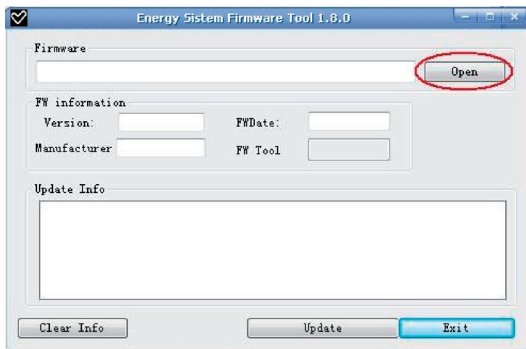 Energy Sistem Firmware Tool 1.8.0
Firmware
Open
FW information
Version:
FWDate:
Manufacturer
FW Tool
Update Info
Clear Info
Update
Exit